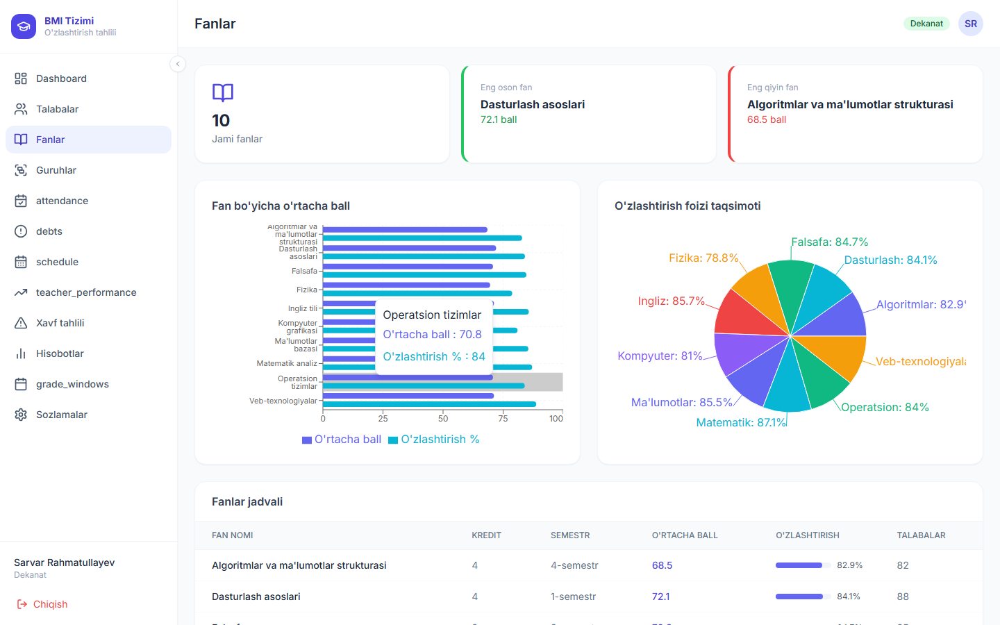 BMI Tizimi
O'zlashtirish tahlili
Dashboard
Talabalar
Fanlar
Guruhlar
attendance
debts
schedule
teacher_performance
Xavf tahlili
Hisobotlar
grade_windows
Sozlamalar
Sarvar Rahmatullayev
Dekanat
Chiqish
Fanlar
Dekanat
SR
10
Jami fanlar
Eng oson fan
Dasturlash asoslari
72.1 ball
Eng qiyin fan
Algoritmlar va ma'lumotlar strukturasi
68.5 ball
Fan bo'yicha o'rtacha ball
Algoritmlar va
ma'lumotlar
strukturasi
Dasturlash
asoslari
Falsafa
Fizika
Ingliz tili
Kompyuter
grafikasi
Ma'lumotlar
bazasi
Matematik analiz
Operatsion
tizimlar
Veb-texnologiyalar
0 25 50 75 100
Operatsion tizimlar
O'rtacha ball : 70.8
O'zlashtirish % : 84
O'rtacha ball O'zlashtirish %
O'zlashtirish foizi taqsimoti
Falsafa: 84.7%
Fizika: 78.8%
Dasturlash: 84.1%
Ingliz: 85.7%
Algoritmlar: 82.9
Kompyuter: 81%
Veb-texnologiyala
Ma'lumotlar: 85.5%
Operatsion: 84%
Matematik: 87.1%
Fanlar jadvali
FAN NOMI KREDIT SEMESTR O'RTACHA BALL O'ZLASHTIRISH TALABALAR
Algoritmlar va ma'lumotlar strukturasi 4 4-semestr 68.5 82.9% 82
Dasturlash asoslari 4 1-semestr 72.1 84.1% 88